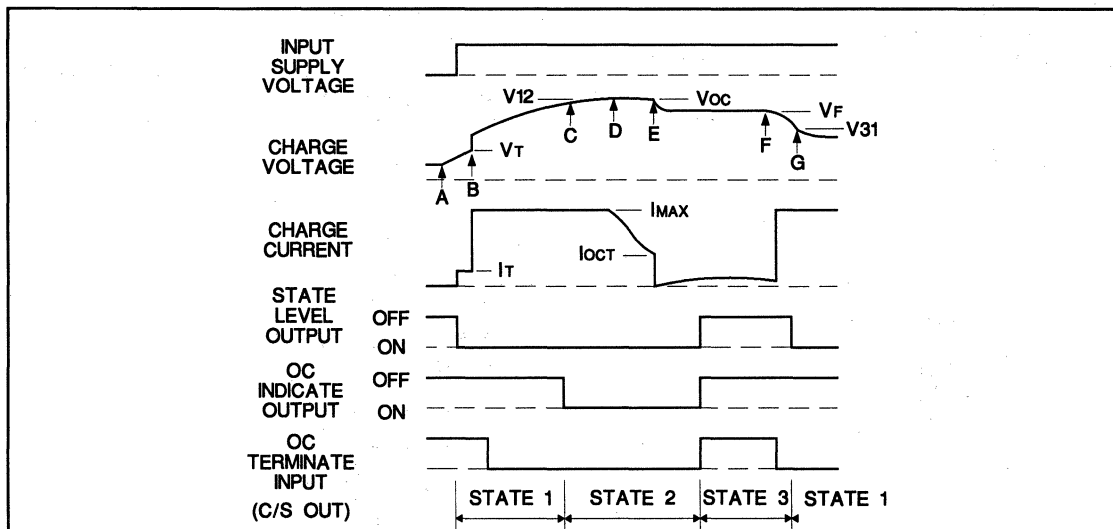 INPUT
SUPPLY
VOLTAGE
V12
VOC
VF
V31
C
D
E
F
G
CHARGE
VOLTAGE
VT
A
B
CHARGE
CURRENT
IMAX
IOCT
IT
STATE
LEVEL
OUTPUT
OFF
ON
OC
INDICATE
OUTPUT
OFF
ON
OC
TERMINATE
INPUT
(C/S OUT)
STATE 1
STATE 2
STATE 3
STATE 1